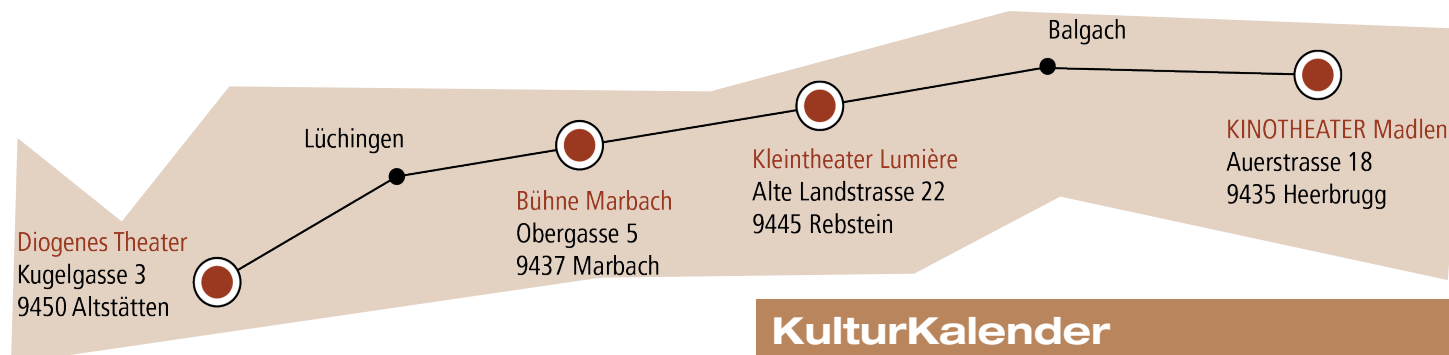 Balgach
Lüchingen
KINOTHEATER Madlen
Auerstrasse 18
9435 Heerbrugg
Kleintheater Lumière
Alte Landstrasse 22
9445 Rebstein
Bühne Marbach
Obergasse 5
9437 Marbach
Diogenes Theater
Kugelgasse 3
9450 Altstätten
KulturKalender